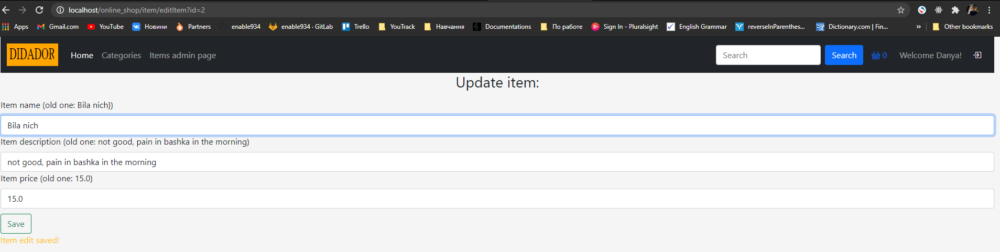 localhost/online_shop/item/editItem?id=2
Apps Gmail.com YouTube Новини Partners enable934 enable934 · GitLab Trello YouTrack Навчання Documentations По работе Sign In - Pluralsight English Grammar reverseInParenthes... Dictionary.com | Fin... » Other bookmarks
DIDADOR Home Categories Items admin page Search Search 0 Welcome Danya!
Update item:
Item name (old one: Bila nich})
Bila nich
Item description (old one: not good, pain in bashka in the morning)
not good, pain in bashka in the morning
Item price (old one: 15.0)
15.0
Save
Item edit saved!